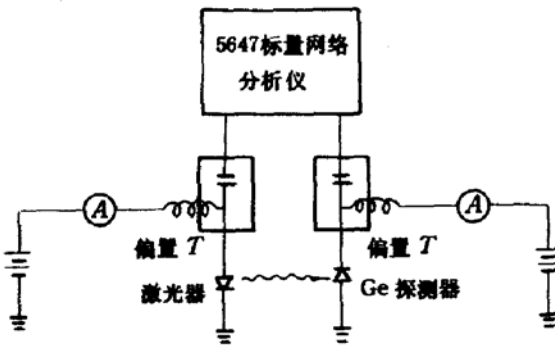 5647标量网络
分析仪
A
A
偏置 T
偏置 T
激光器
Ge 探测器